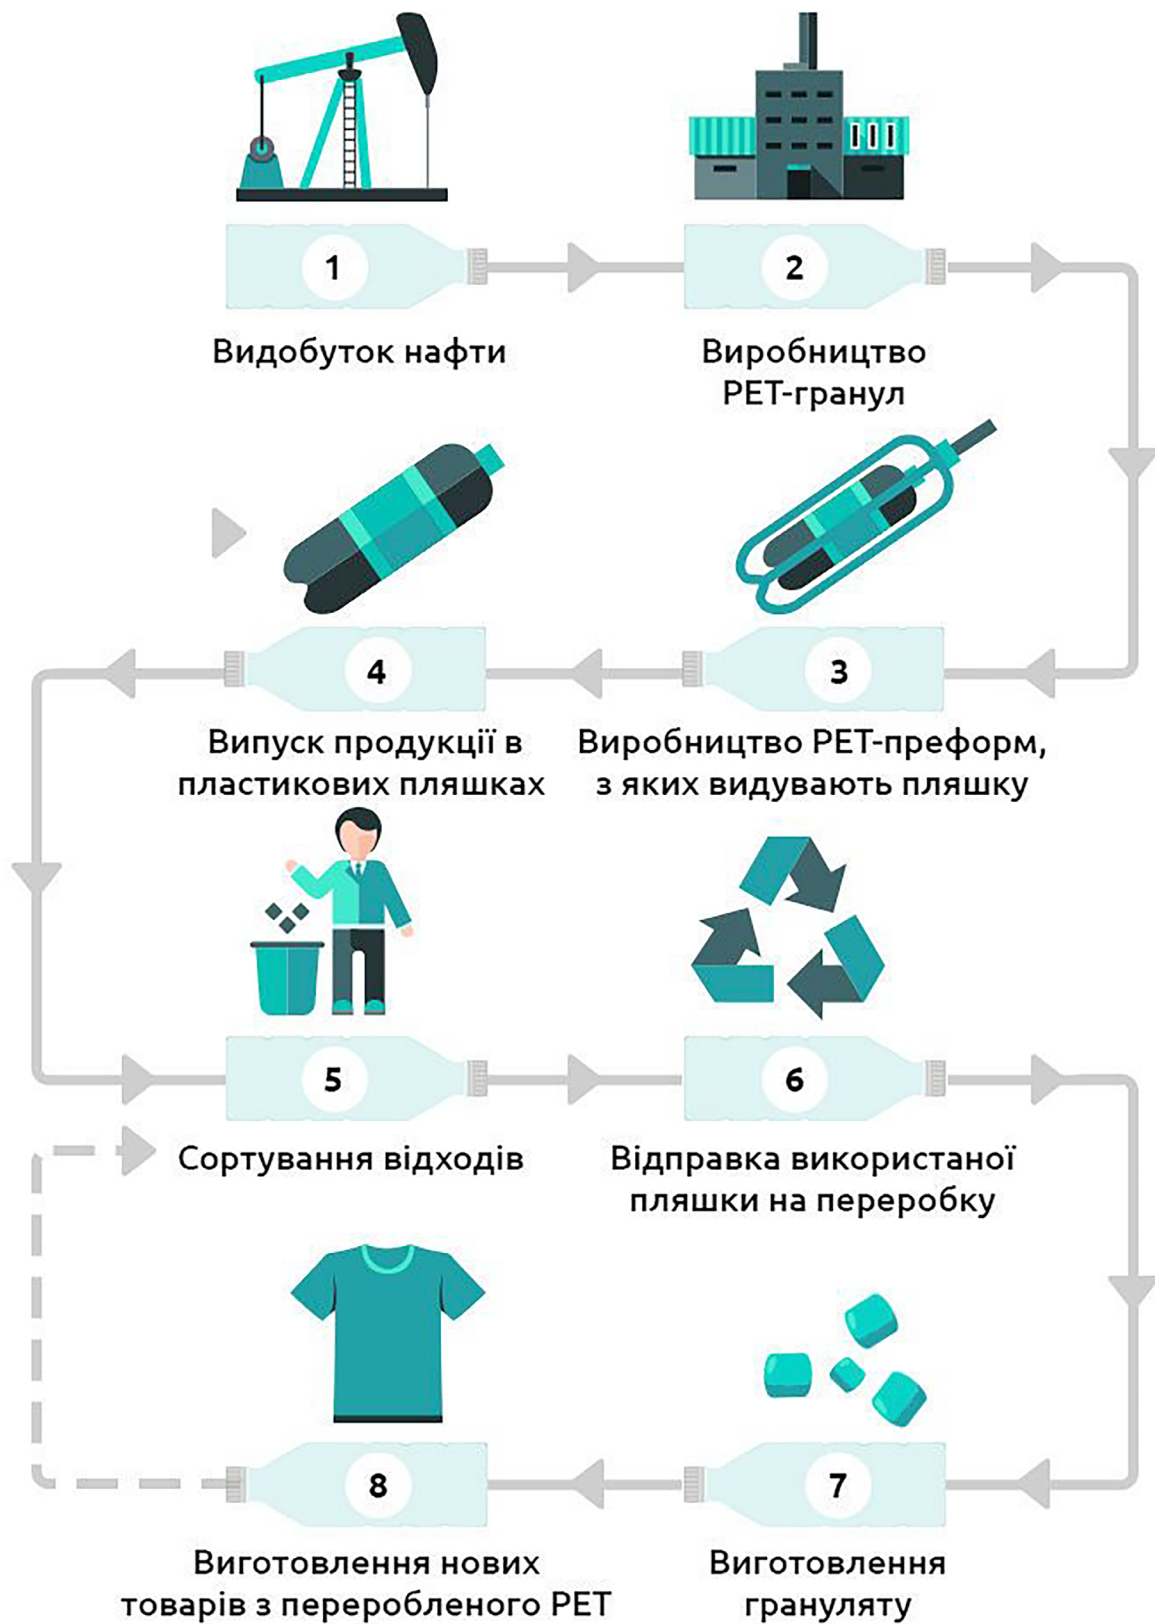 1
2
Видобуток нафти
Виробництво
РЕТ-гранул
4
3
Випуск продукції в
пластикових пляшках
Виробництво РЕТ-преформ,
з яких видувають пляшку
5
6
Сортування відходів
Відправка використаної
пляшки на переробку
8
7
Виготовлення нових
товарів з переробленого РЕТ
Виготовлення
грануляту